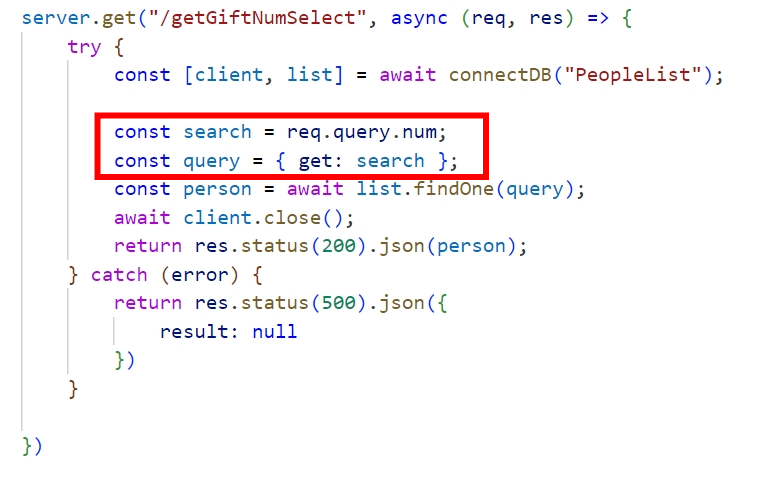 server.get("/getGiftNumSelect", async (req, res) => {
    try {
        const [client, list] = await connectDB("PeopleList");
        const search = req.query.num;
        const query = { get: search };
        const person = await list.findOne(query);
        await client.close();
        return res.status(200).json(person);
    } catch (error) {
        return res.status(500).json({
            result: null
        })
    }
})